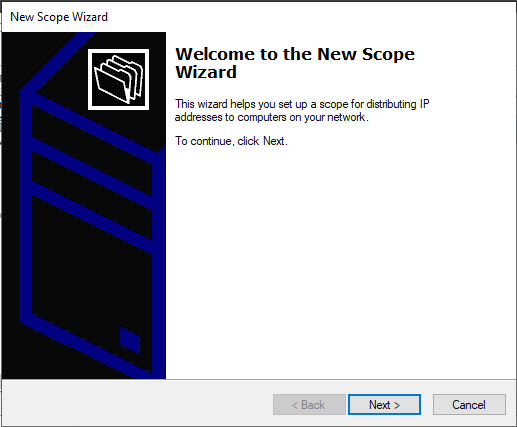 New Scope Wizard
Welcome to the New Scope
Wizard
This wizard helps you set up a scope for distributing IP
addresses to computers on your network.
To continue, click Next.
< Back
Next >
Cancel